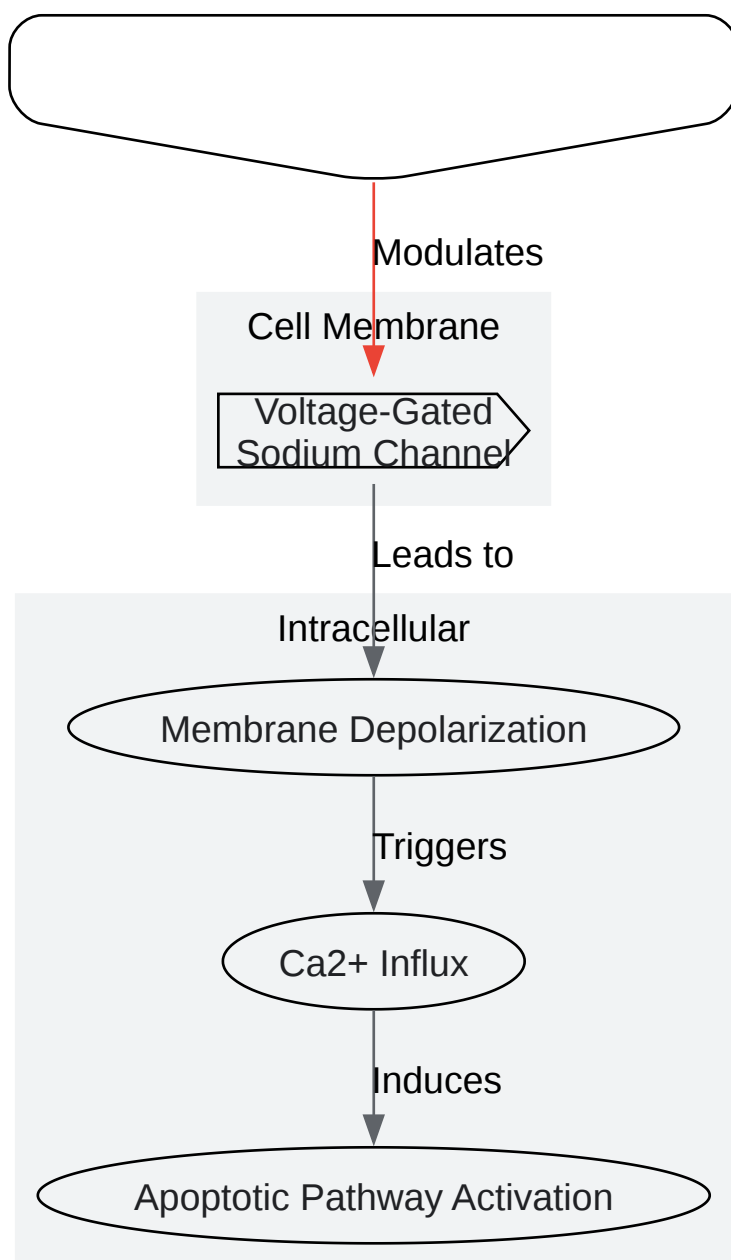 Modulates
Cell Membrane
Voltage-Gated
Sodium Channel
Leads to
Intracellular
Membrane Depolarization
Triggers
Ca2+ Influx
Induces
Apoptotic Pathway Activation